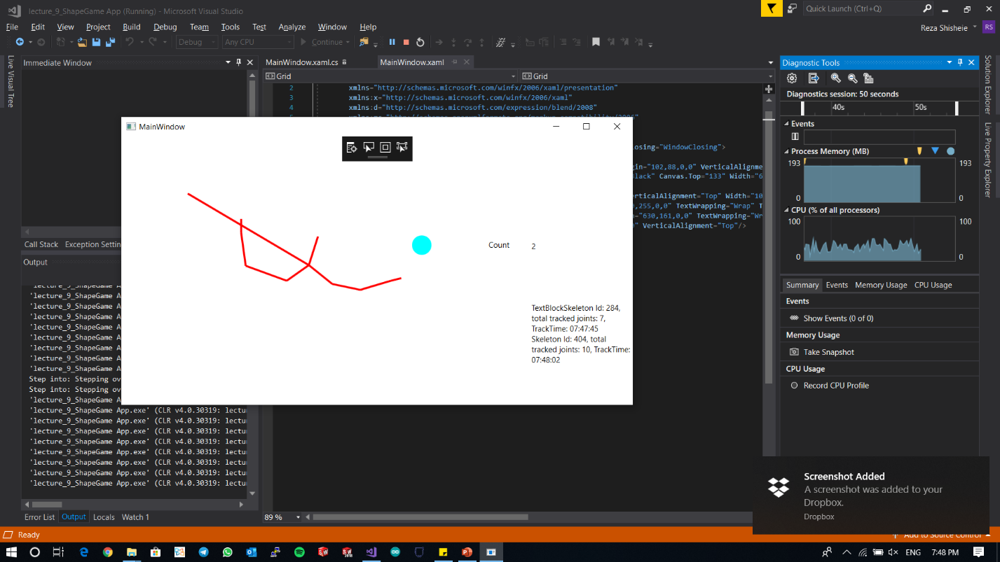 lecture_9_ShapeGame App (Running) - Microsoft Visual Studio
Quick Launch (Ctrl+Q)
File Edit View Project Build Debug Team Tools Test Analyze Window Help
Reza Shisheie RS
Debug Any CPU Continue
Live Visual Tree
Immediate Window
MainWindow.xaml.cs MainWindow.xaml
Grid Grid
2 xmlns="http://schemas.microsoft.com/winfx/2006/xaml/presentation"
3 xmlns:x="http://schemas.microsoft.com/winfx/2006/xaml"
4 xmlns:d="http://schemas.microsoft.com/expression/blend/2008"
osing="WindowClosing">
gin="102,88,0,0" VerticalAlignme
lack" Canvas.Top="133" Width="6
erticalAlignment="Top" Width="10
,255,0,0" TextWrapping="Wrap" T
="630,161,0,0" TextWrapping="Wr
" VerticalAlignment="Top"/>
MainWindow
Count 2
TextBlockSkeleton Id: 284,
total tracked joints: 7,
TrackTime: 07:47:45
Skeleton Id: 404, total
tracked joints: 10, TrackTime:
07:48:02
Call Stack Exception Settin
Output
'lecture_9_ShapeGame A
'lecture_9_ShapeGame A
'lecture_9_ShapeGame A
'lecture_9_ShapeGame A
'lecture_9_ShapeGame A
'lecture_9_ShapeGame A
'lecture_9_ShapeGame A
'lecture_9_ShapeGame A
'lecture_9_ShapeGame A
Step into: Stepping ov
Step into: Stepping ov
'lecture_9_ShapeGame A
'lecture_9_ShapeGame App.exe' (CLR v4.0.30319: lectur
'lecture_9_ShapeGame App.exe' (CLR v4.0.30319: lectur
'lecture_9_ShapeGame App.exe' (CLR v4.0.30319: lectur
'lecture_9_ShapeGame App.exe' (CLR v4.0.30319: lectur
'lecture_9_ShapeGame App.exe' (CLR v4.0.30319: lectur
'lecture_9_ShapeGame App.exe' (CLR v4.0.30319: lectur
'lecture_9_ShapeGame App.exe' (CLR v4.0.30319: lectur
'lecture_9_ShapeGame App.exe' (CLR v4.0.30319: lectur
Error List Output Locals Watch 1
89 %
Diagnostic Tools
Diagnostics session: 50 seconds
40s 50s
Events
Process Memory (MB)
193 193
0 0
CPU (% of all processors)
100 100
0 0
Summary Events Memory Usage CPU Usage
Events
Show Events (0 of 0)
Memory Usage
Take Snapshot
CPU Usage
Record CPU Profile
Solution Explorer
Live Property Explorer
Screenshot Added
A screenshot was added to your
Dropbox.
Dropbox
Ready
Add to Source Control
ENG 7:48 PM